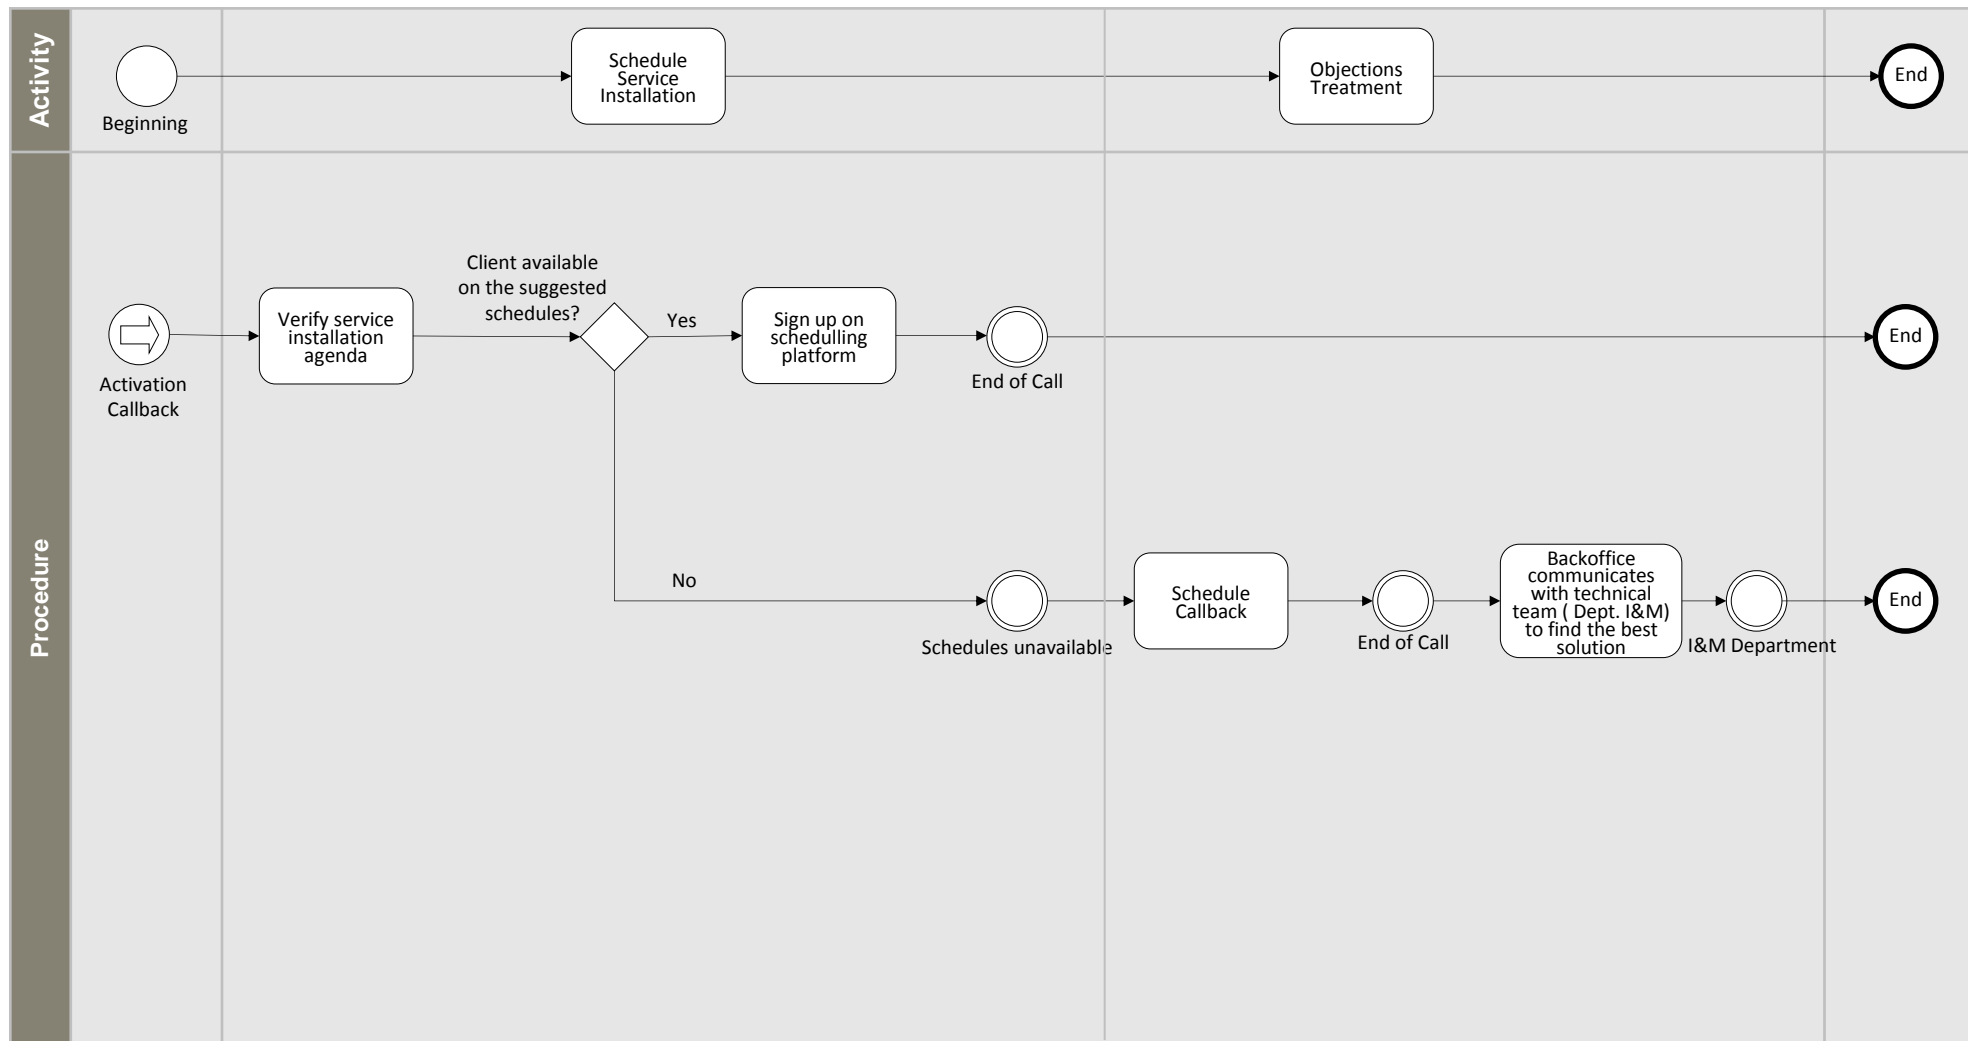 Activity
Beginning
Schedule
Service
Installation
Objections
Treatment
End
Procedure
Activation
Callback
Verify service
installation
agenda
Client available
on the suggested
schedules?
Yes
Sign up on
schedulling
platform
End of Call
End
No
Schedules unavailable
Schedule
Callback
End of Call
Backoffice
communicates
with technical
team ( Dept. I&M)
to find the best
solution
I&M Department
End